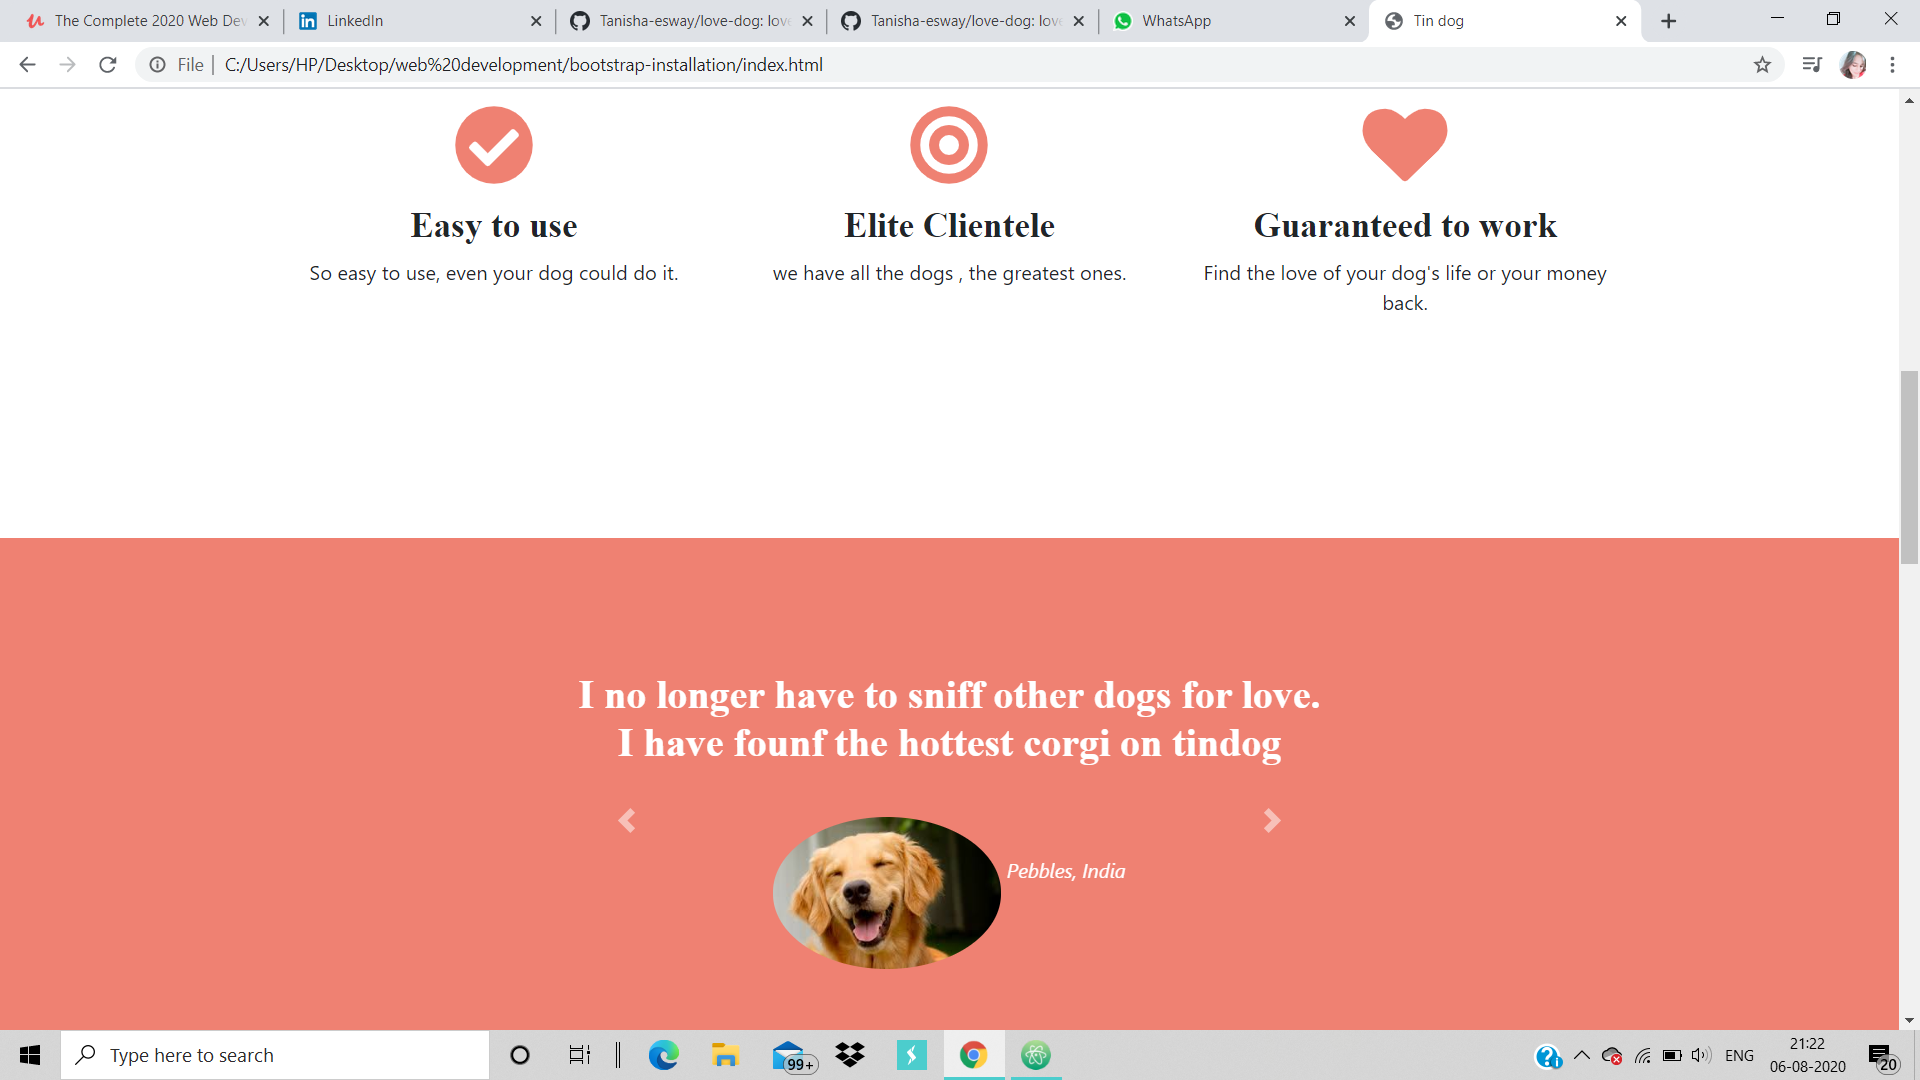 The Complete 2020 Web Dev
LinkedIn
Tanisha-esway/love-dog: lov
Tanisha-esway/love-dog: lov
WhatsApp
Tin dog
File
C:/Users/HP/Desktop/web%20development/bootstrap-installation/index.html
Easy to use
So easy to use, even your dog could do it.
Elite Clientele
we have all the dogs , the greatest ones.
Guaranteed to work
Find the love of your dog's life or your money
back.
I no longer have to sniff other dogs for love.
I have founf the hottest corgi on tindog
Pebbles, India
Type here to search
99+
ENG
21:22
06-08-2020
20